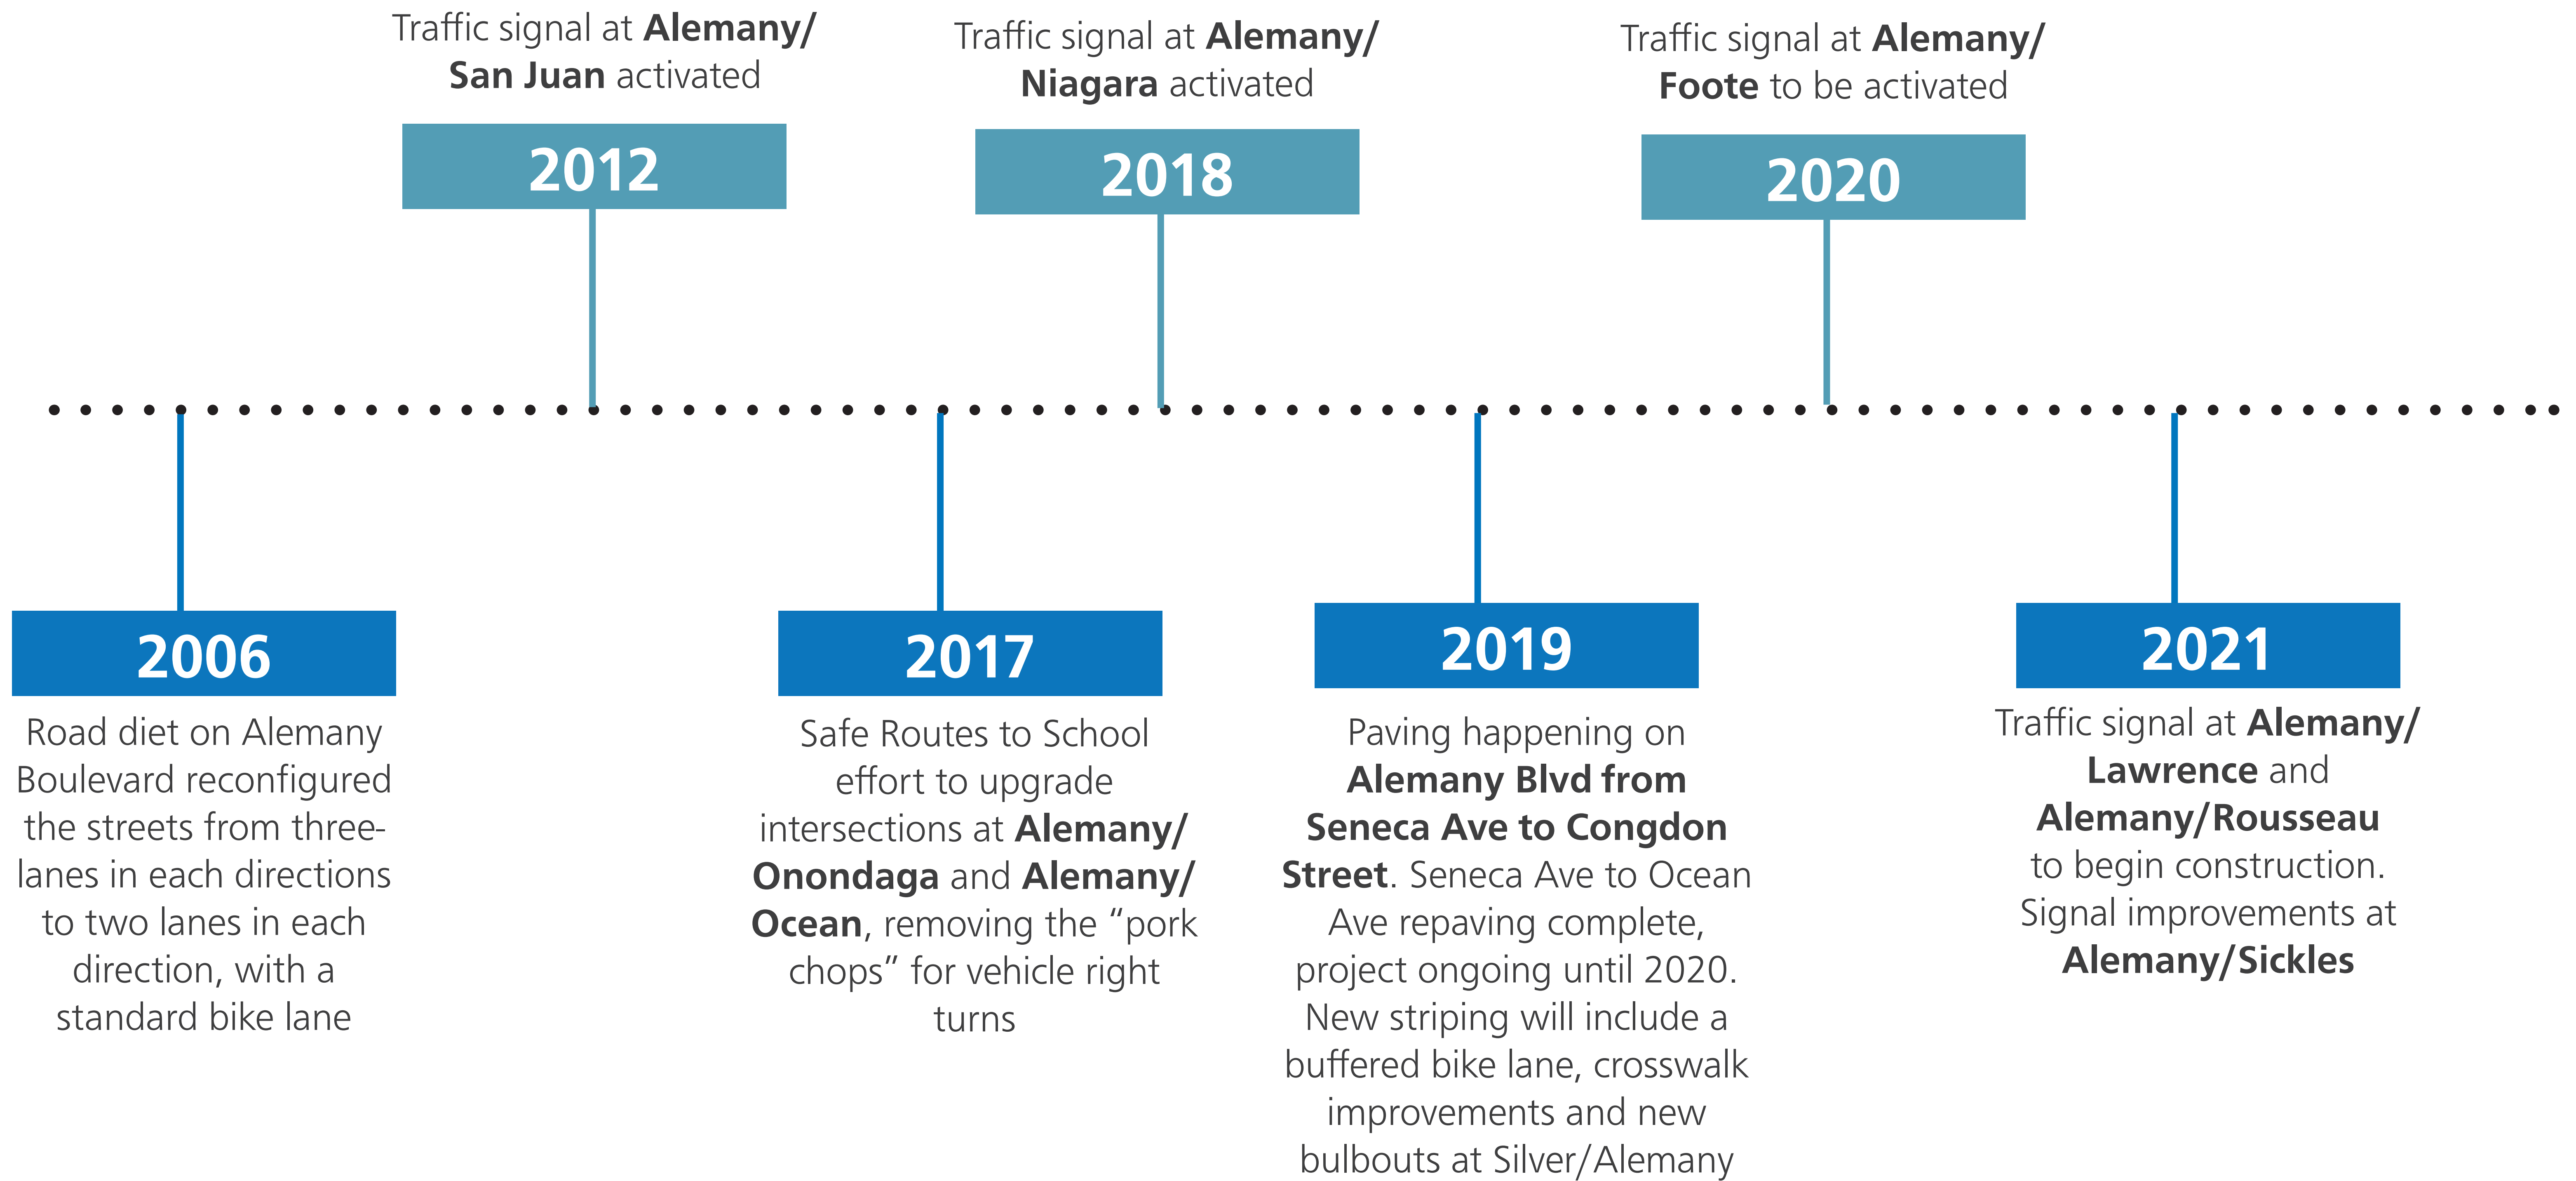 Traffic signal at Alemany/
San Juan activated
2012
Traffic signal at Alemany/
Niagara activated
2018
Traffic signal at Alemany/
Foote to be activated
2020
2006
Road diet on Alemany
Boulevard reconfigured
the streets from three-
lanes in each directions
to two lanes in each
direction, with a
standard bike lane
2017
Safe Routes to School
effort to upgrade
intersections at Alemany/
Onondaga and Alemany/
Ocean, removing the “pork
chops” for vehicle right
turns
2019
Paving happening on
Alemany Blvd from
Seneca Ave to Congdon
Street. Seneca Ave to Ocean
Ave repaving complete,
project ongoing until 2020.
New striping will include a
buffered bike lane, crosswalk
improvements and new
bulbouts at Silver/Alemany
2021
Traffic signal at Alemany/
Lawrence and
Alemany/Rousseau
to begin construction.
Signal improvements at
Alemany/Sickles